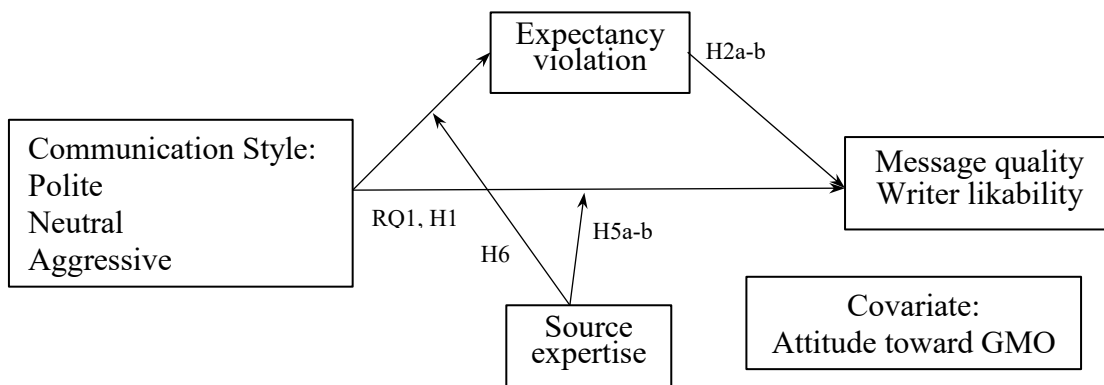 Expectancy
violation
H2a-b
Communication Style:
Polite
Neutral
Aggressive
Message quality
Writer likability
RQ1, H1
H5a-b
H6
Source
expertise
Covariate:
Attitude toward GMO